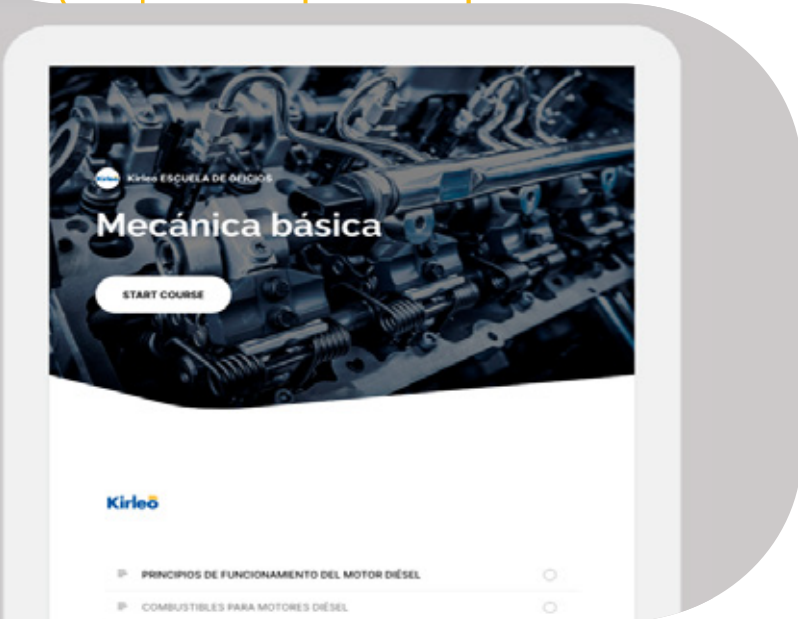 Kirleo ESCUELA DE OFICIOS
Mecánica básica
START COURSE
Kirleo
PRINCIPIOS DE FUNCIONAMIENTO DEL MOTOR DIÉSEL
COMBUSTIBLES PARA MOTORES DIÉSEL